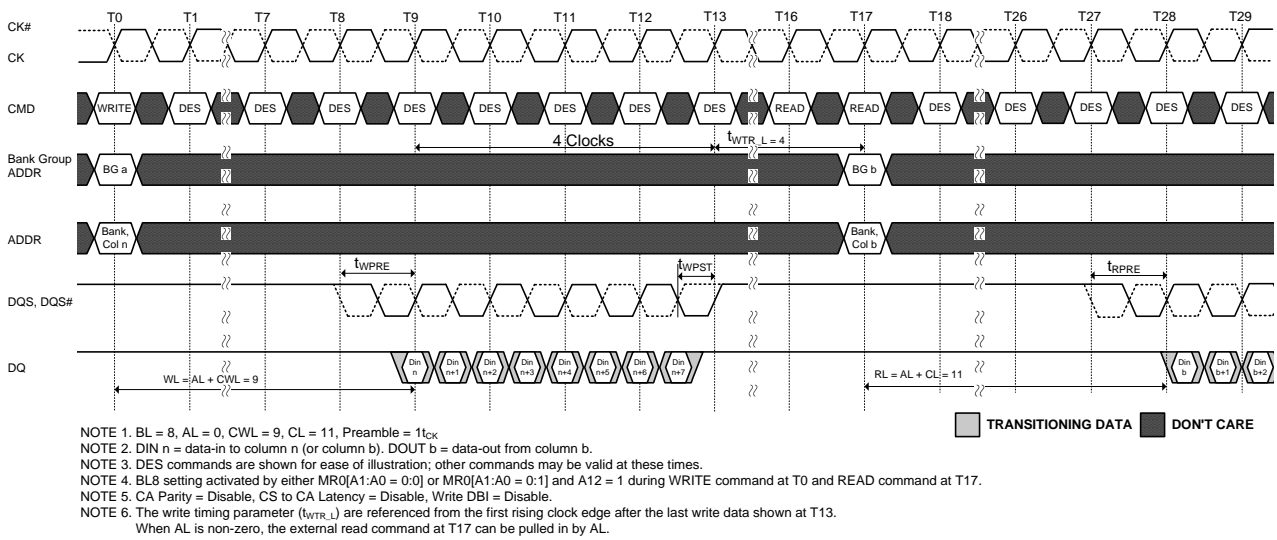 T0 T1 T7 T8 T9 T10 T11 T12 T13 T16 T17 T18 T26 T27 T28 T29
CK#
CK
CMD WRITE DES DES DES DES DES DES DES DES READ READ DES DES DES DES DES
4 Clocks tWTR_L = 4
Bank Group
ADDR
BG a BG b
ADDR
Bank,
Col n
Bank,
Col b
tWPRE tWPST tRPRE
DQS, DQS#
DQ
Din
n
Din
n+1
Din
n+2
Din
n+3
Din
n+4
Din
n+5
Din
n+6
Din
n+7
Din
b
Din
b+1
Din
b+2
WL = AL + CWL = 9
RL = AL + CL = 11
TRANSITIONING DATA DON'T CARE
NOTE 1. BL = 8, AL = 0, CWL = 9, CL = 11, Preamble = 1tCK
NOTE 2. DIN n = data-in to column n (or column b). DOUT b = data-out from column b.
NOTE 3. DES commands are shown for ease of illustration; other commands may be valid at these times.
NOTE 4. BL8 setting activated by either MR0[A1:A0 = 0:0] or MR0[A1:A0 = 0:1] and A12 = 1 during WRITE command at T0 and READ command at T17.
NOTE 5. CA Parity = Disable, CS to CA Latency = Disable, Write DBI = Disable.
NOTE 6. The write timing parameter (tWTR_L) are referenced from the first rising clock edge after the last write data shown at T13.
When AL is non-zero, the external read command at T17 can be pulled in by AL.